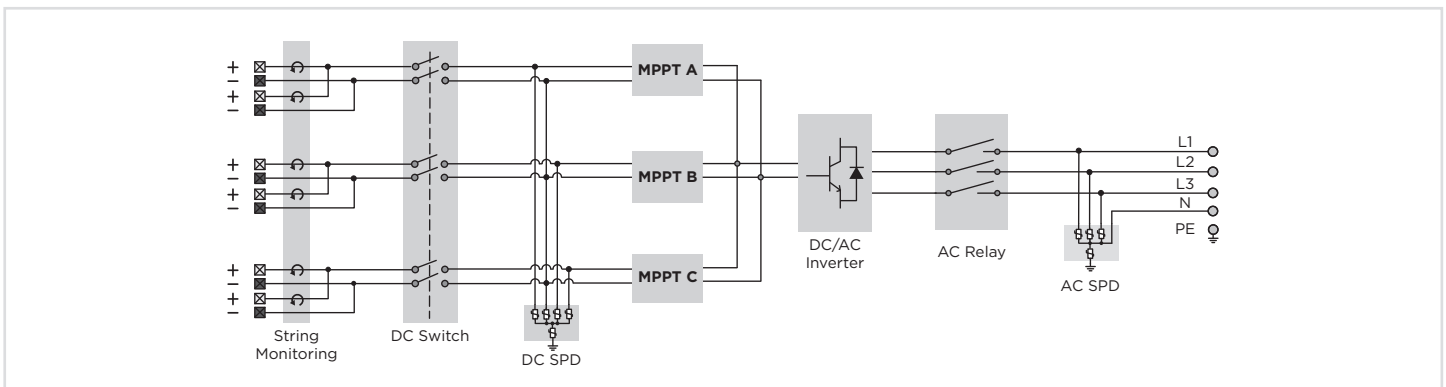 +
−
+
−
+
−
+
−
+
−
+
−
MPPT A
MPPT B
MPPT C
L1
L2
L3
N
PE
String
Monitoring
DC Switch
DC SPD
DC/AC
Inverter
AC Relay
AC SPD